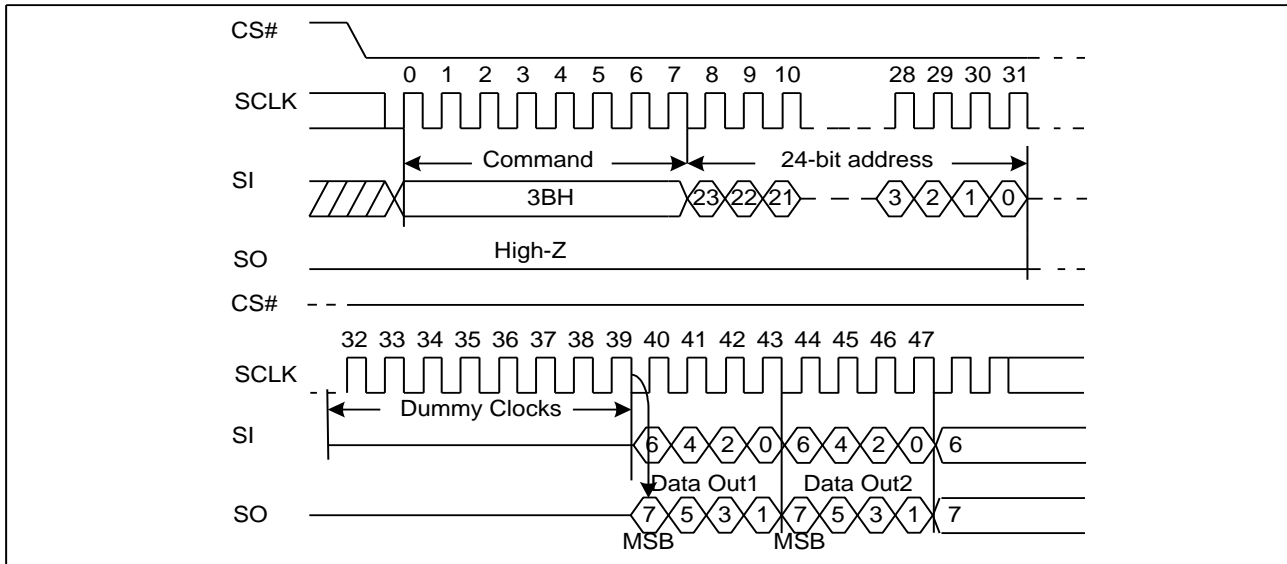 CS#
0 1 2 3 4 5 6 7 8 9 10 28 29 30 31
SCLK
Command 24-bit address
SI
3BH 23 22 21 3 2 1 0
High-Z
SO
CS#
32 33 34 35 36 37 38 39 40 41 42 43 44 45 46 47
SCLK
Dummy Clocks
SI
6 4 2 0 6 4 2 0 6
Data Out1 Data Out2
SO
7 5 3 1 7 5 3 1 7
MSB MSB